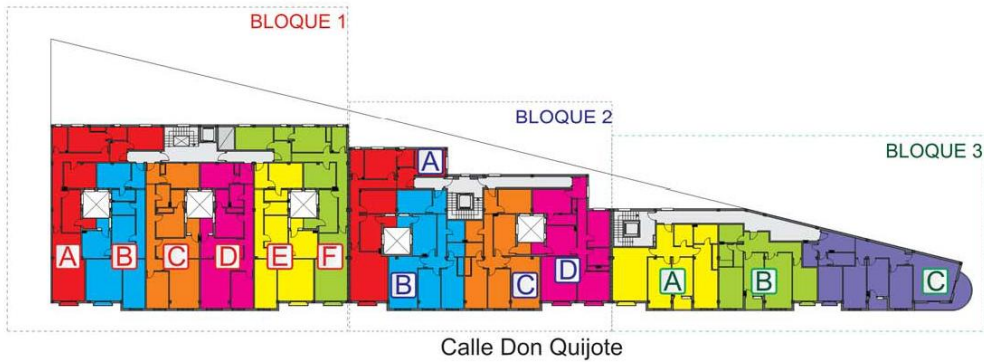 BLOQUE 1
BLOQUE 2
BLOQUE 3
A
A B C D E F
B C D
A B C
Calle Don Quijote